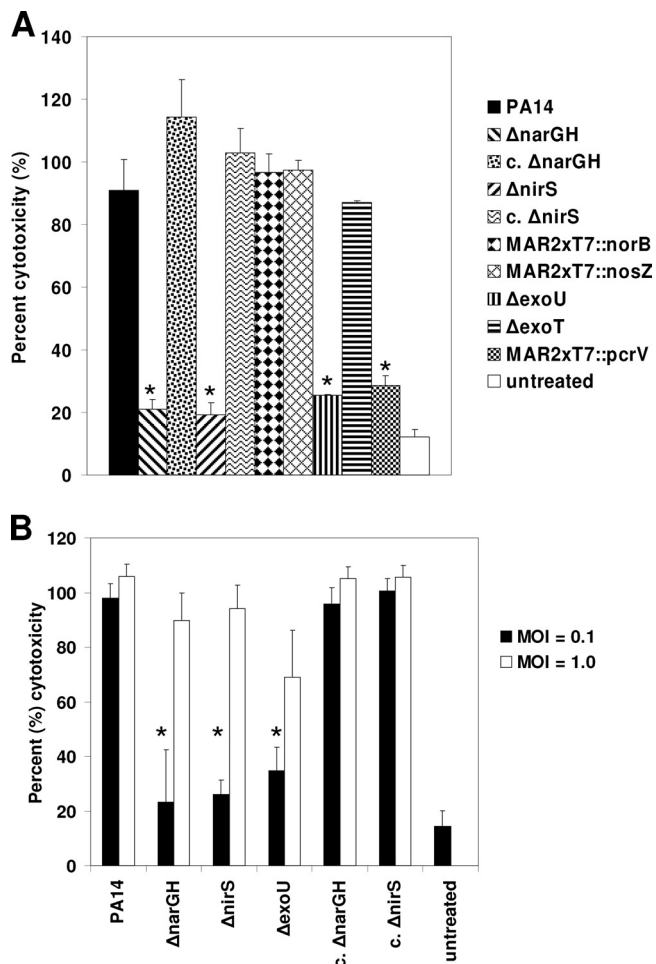 A
140
120
100
80
60
40
20
0
Percent cytotoxicity (%)
*
*
*
*
PA14
ΔnarGH
c. ΔnarGH
ΔnirS
c. ΔnirS
MAR2xT7::norB
MAR2xT7::nosZ
ΔexoU
ΔexoT
MAR2xT7::pcrV
untreated
B
120
100
80
60
40
20
0
Percent (%) cytotoxicity
*
*
*
MOI = 0.1
MOI = 1.0
PA14
ΔnarGH
ΔnirS
ΔexoU
c. ΔnarGH
c. ΔnirS
untreated